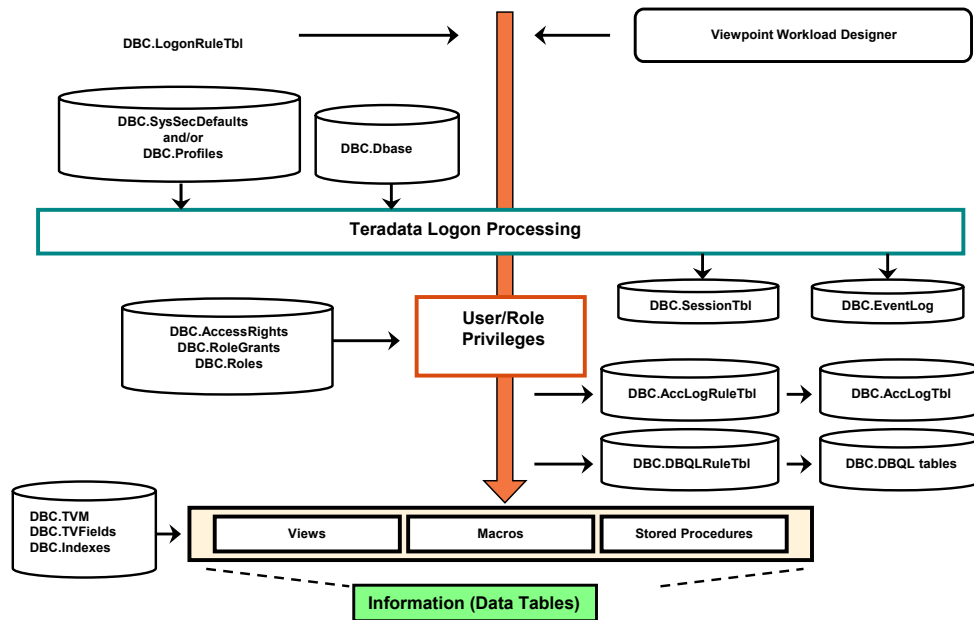 DBC.LogonRuleTbl
Viewpoint Workload Designer
DBC.SysSecDefaults
and/or
DBC.Profiles
DBC.Dbase
Teradata Logon Processing
DBC.SessionTbl
DBC.EventLog
DBC.AccessRights
DBC.RoleGrants
DBC.Roles
User/Role
Privileges
DBC.AccLogRuleTbl
DBC.AccLogTbl
DBC.DBQLRuleTbl
DBC.DBQL tables
DBC.TVM
DBC.TVFields
DBC.Indexes
Views
Macros
Stored Procedures
Information (Data Tables)